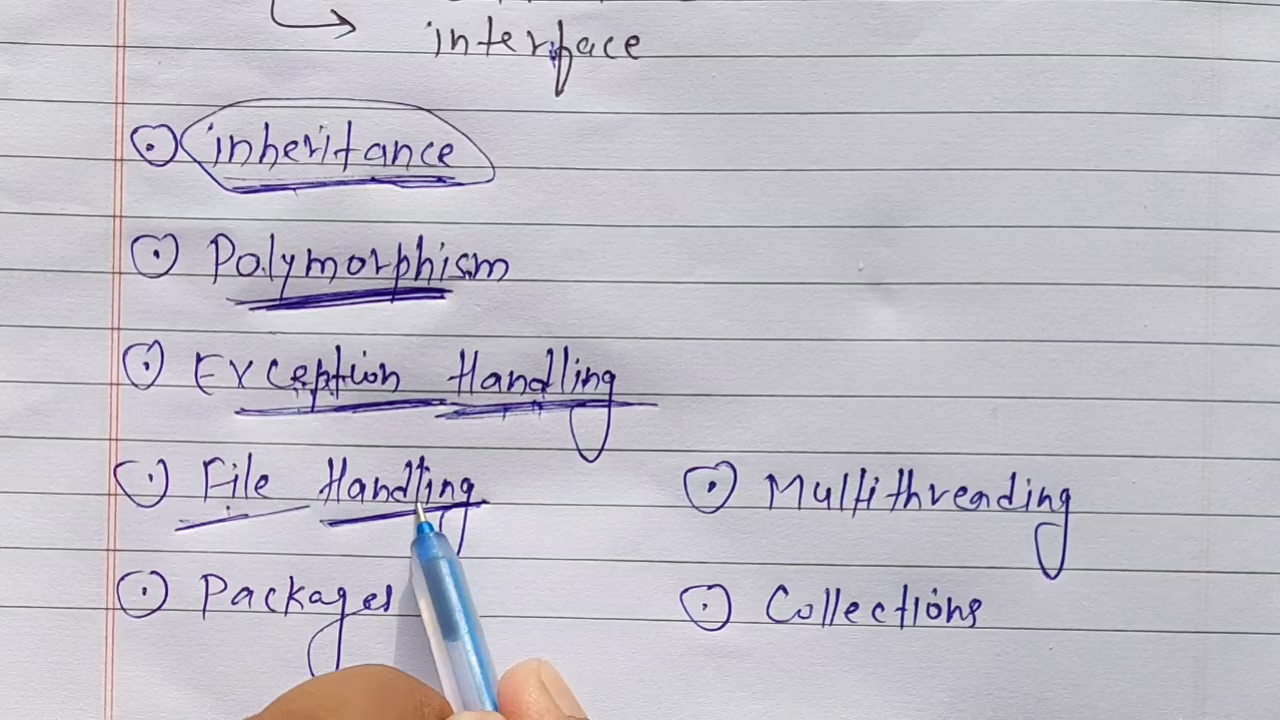 interface
inheritance
Polymorphism
Exception Handling
File Handling
Packages
Multithreading
Collections